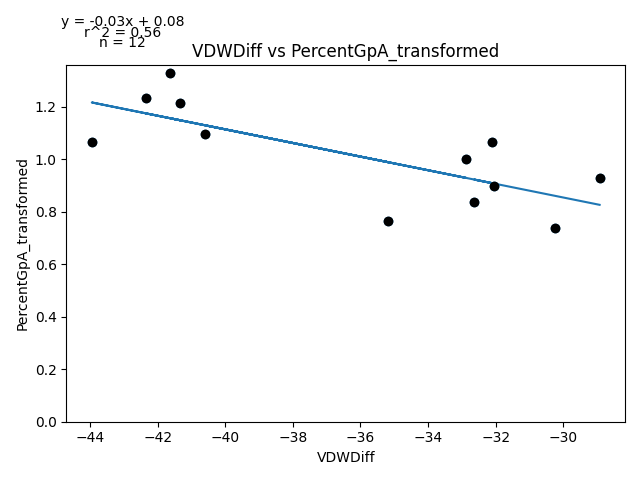 y = -0.03x + 0.08
r^2 = 0.56
n = 12
VDWDiff vs PercentGpA_transformed
PercentGpA_transformed
1.2
1.0
0.8
0.6
0.4
0.2
0.0
−44
−42
−40
−38
−36
−34
−32
−30
VDWDiff